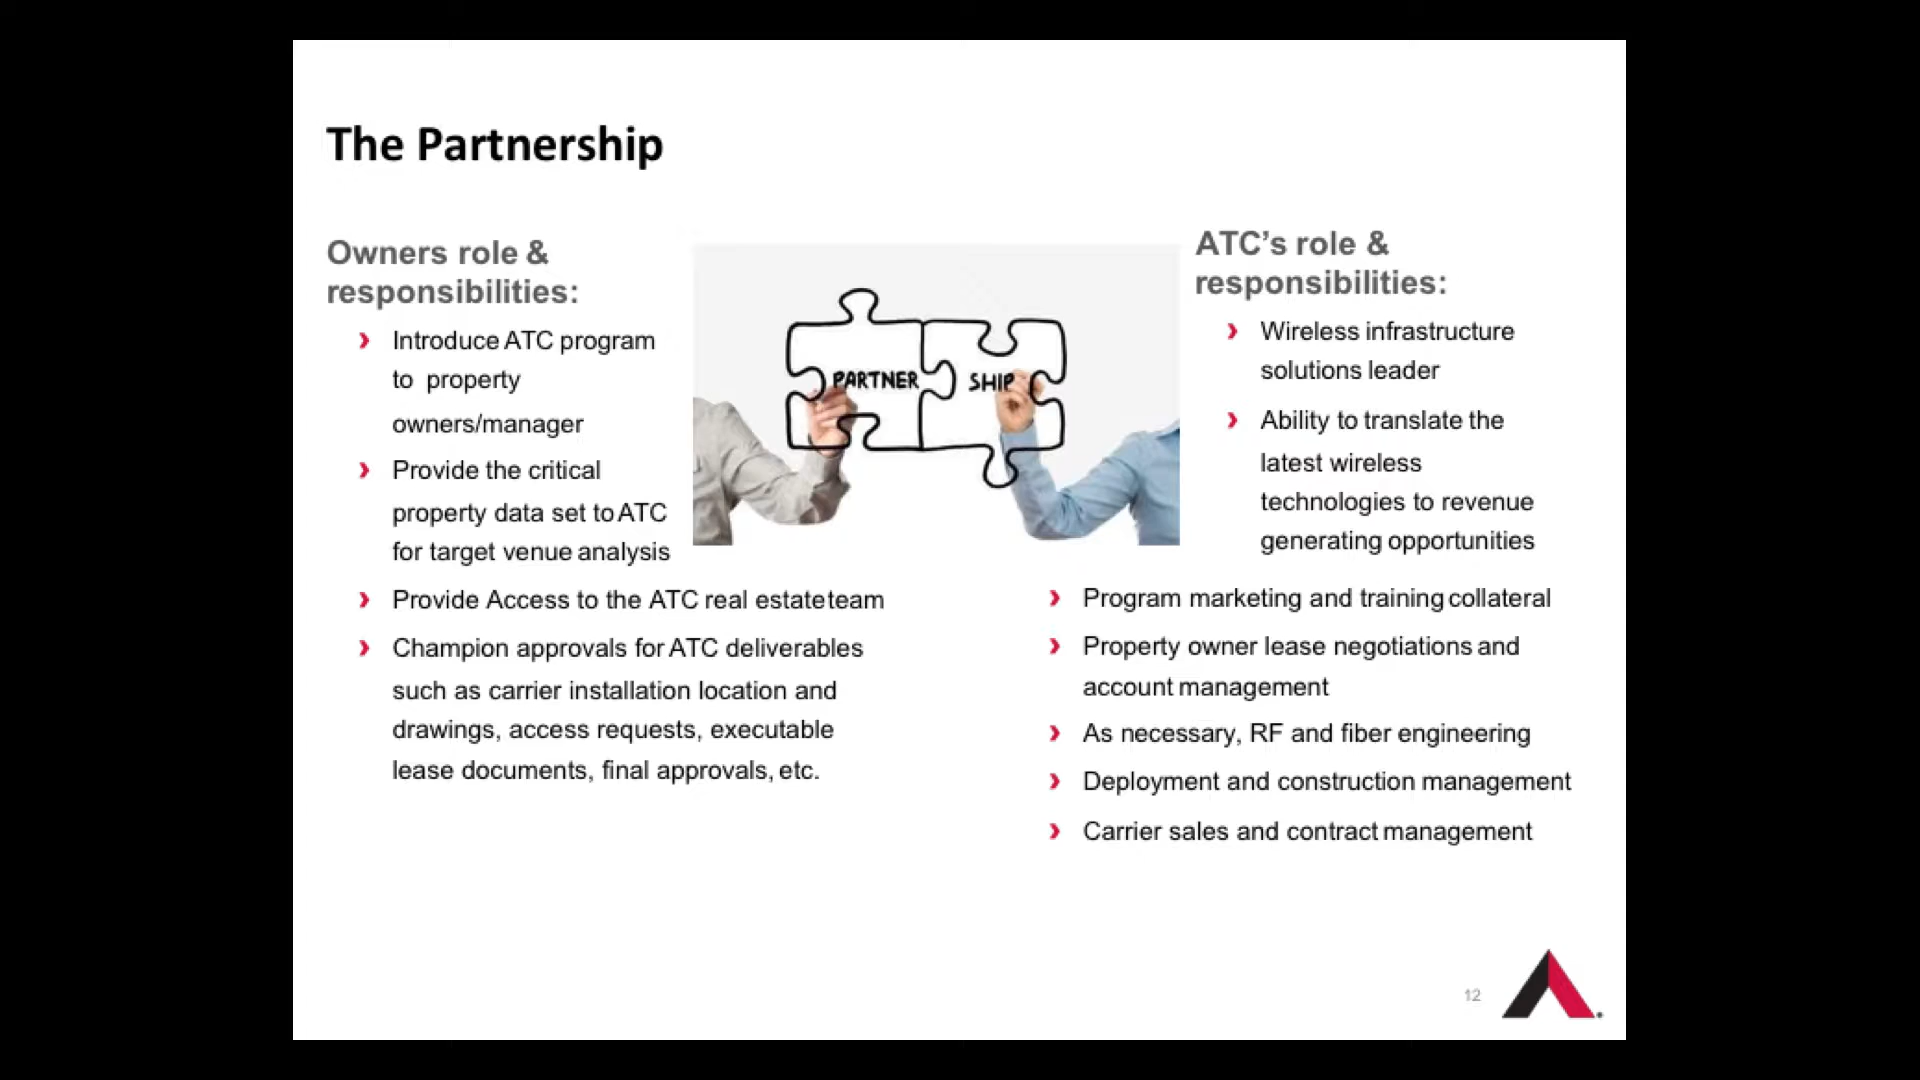 The Partnership
Owners role &
responsibilities:
Introduce ATC program
to property
owners/manager
Provide the critical
property data set to ATC
for target venue analysis
Provide Access to the ATC real estate team
Champion approvals for ATC deliverables
such as carrier installation location and
drawings, access requests, executable
lease documents, final approvals, etc.
PARTNER SHIP
ATC’s role &
responsibilities:
Wireless infrastructure
solutions leader
Ability to translate the
latest wireless
technologies to revenue
generating opportunities
Program marketing and training collateral
Property owner lease negotiations and
account management
As necessary, RF and fiber engineering
Deployment and construction management
Carrier sales and contract management
12